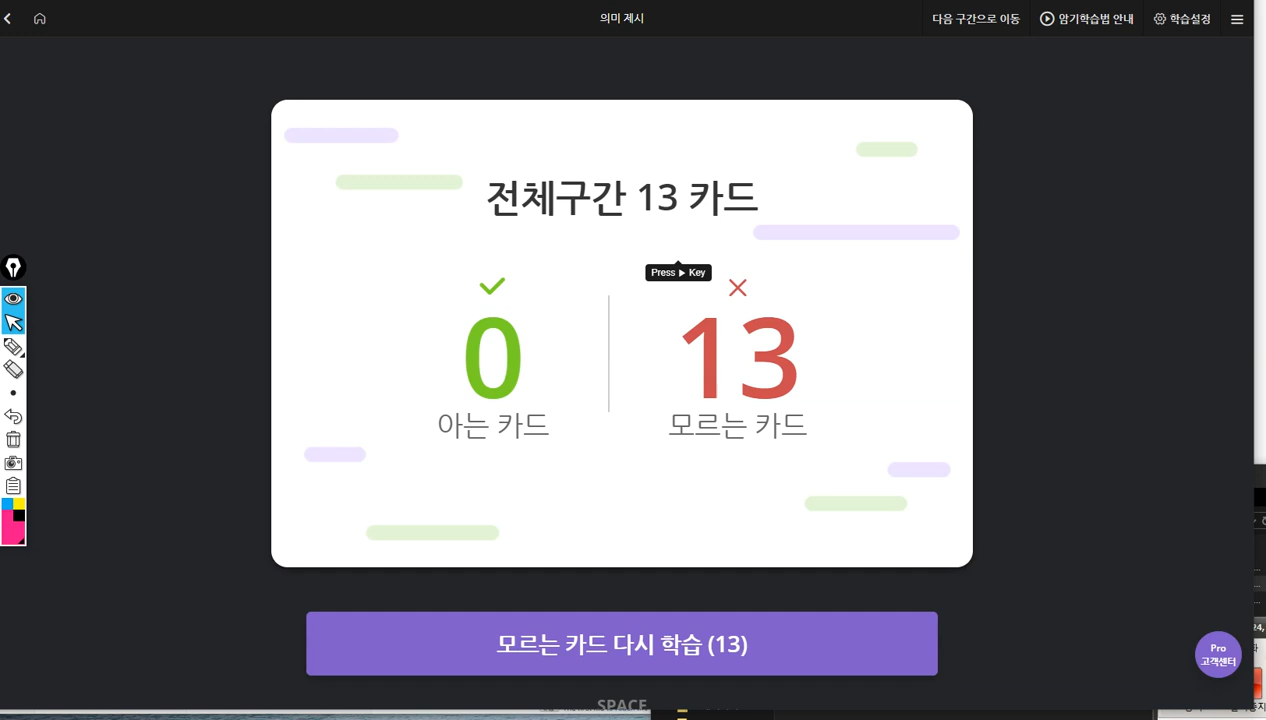 의미 제시
다음 구간으로 이동
암기학습법 안내
학습설정
전체구간 13 카드
Press ▶ Key
0
13
아는 카드
모르는 카드
모르는 카드 다시 학습 (13)
Pro
고객센터
SPACE
24,